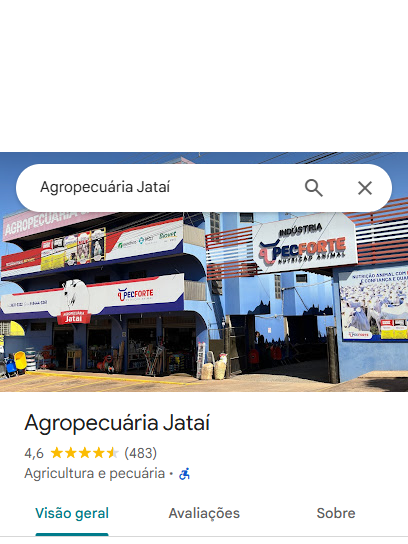 Agropecuária Jataí
AGROPECUÁRIA
INDÚSTRIA
PECFORTE
NUTRIÇÃO ANIMAL
PECFORTE
AGROPECUÁRIA
Jataí
NUTRIÇÃO ANIMAL COM
E CONFIANÇA
Agropecuária Jataí
4,6 (483)
Agricultura e pecuária •
Visão geral
Avaliações
Sobre